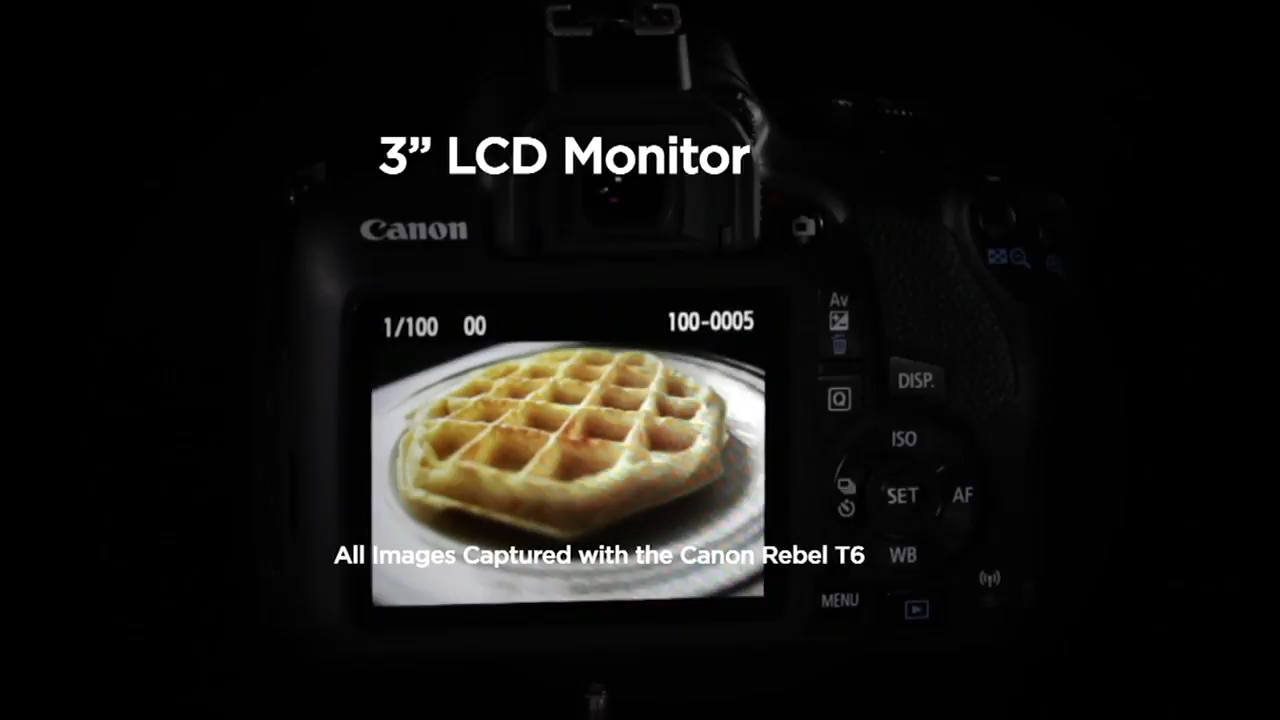 3” LCD Monitor
Canon
1/100 00 100-0005
Av
Q
DISP.
ISO
SET AF
All Images Captured with the Canon Rebel T6
WB
MENU